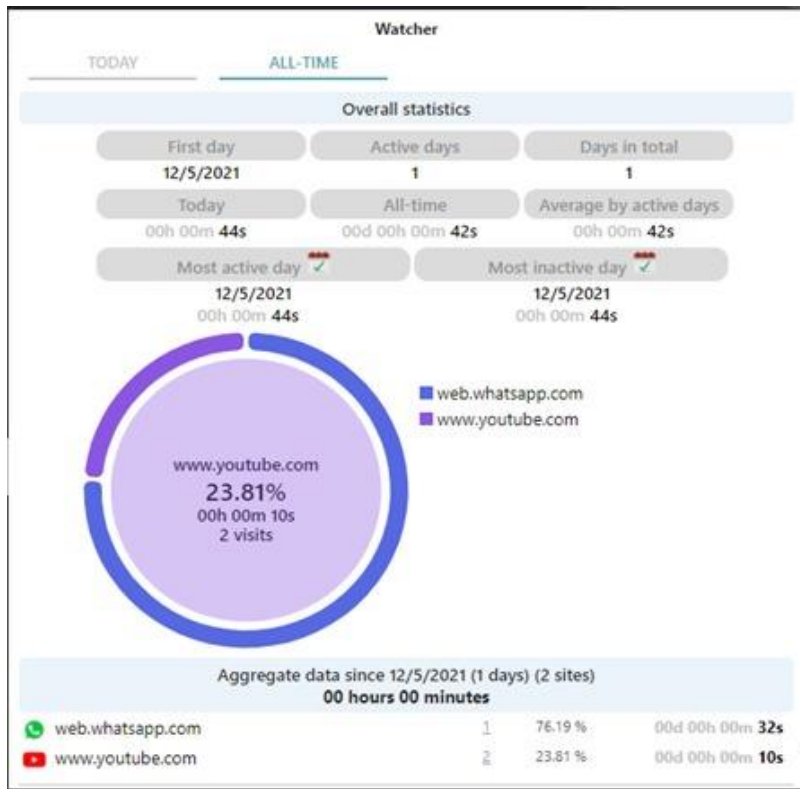 Watcher
TODAY ALL-TIME
Overall statistics
First day Active days Days in total
12/5/2021 1 1
Today All-time Average by active days
00h 00m 44s 00d 00h 00m 42s 00h 00m 42s
Most active day Most inactive day
12/5/2021 12/5/2021
00h 00m 44s 00h 00m 44s
web.whatsapp.com
www.youtube.com
www.youtube.com
23.81%
00h 00m 10s
2 visits
Aggregate data since 12/5/2021 (1 days) (2 sites)
00 hours 00 minutes
web.whatsapp.com 1 76.19 % 00d 00h 00m 32s
www.youtube.com 2 23.81 % 00d 00h 00m 10s